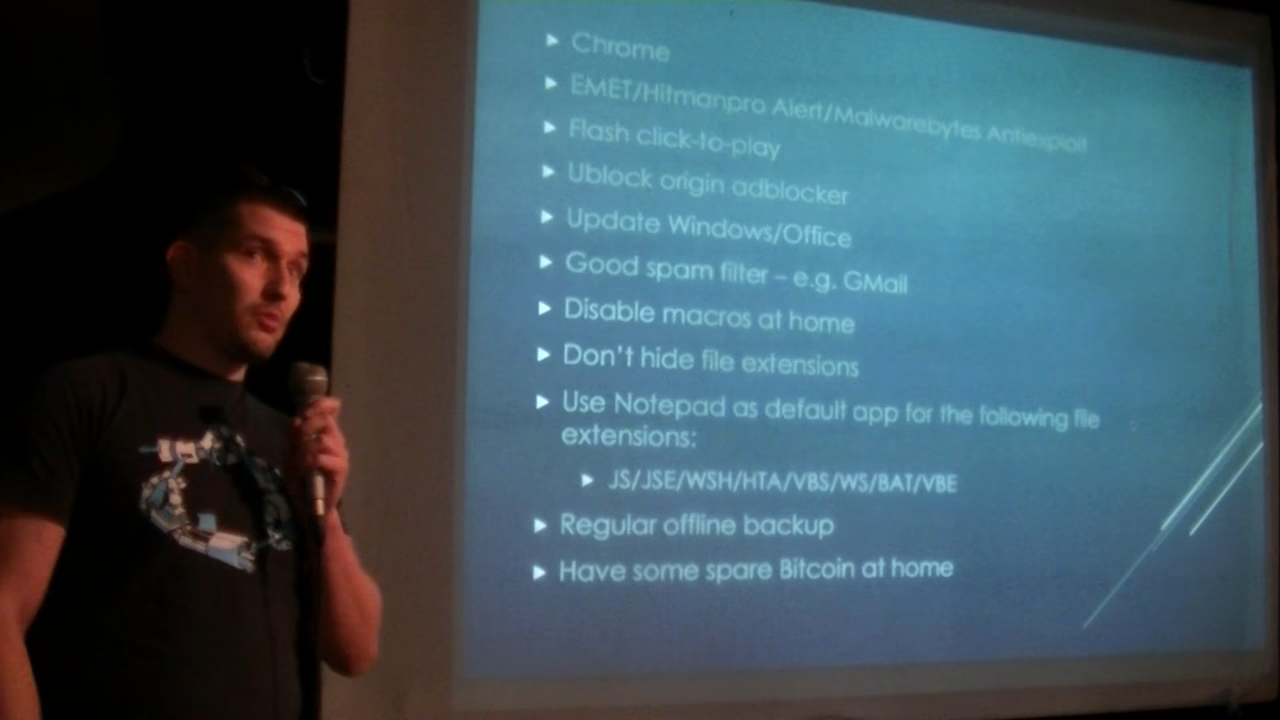 Chrome
EMET/Hitmanpro Alert/Malwarebytes Antiexploit
Flash click-to-play
Ublock origin adblocker
Update Windows/Office
Good spam filter – e.g. GMail
Disable macros at home
Don't hide file extensions
Use Notepad as default app for the following file
extensions:
JS/JSE/WSH/HTA/VBS/WS/BAT/VBE
Regular offline backup
Have some spare Bitcoin at home